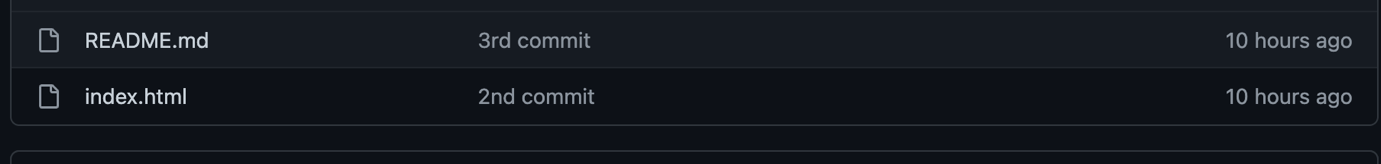 README.md 3rd commit 10 hours ago
index.html 2nd commit 10 hours ago